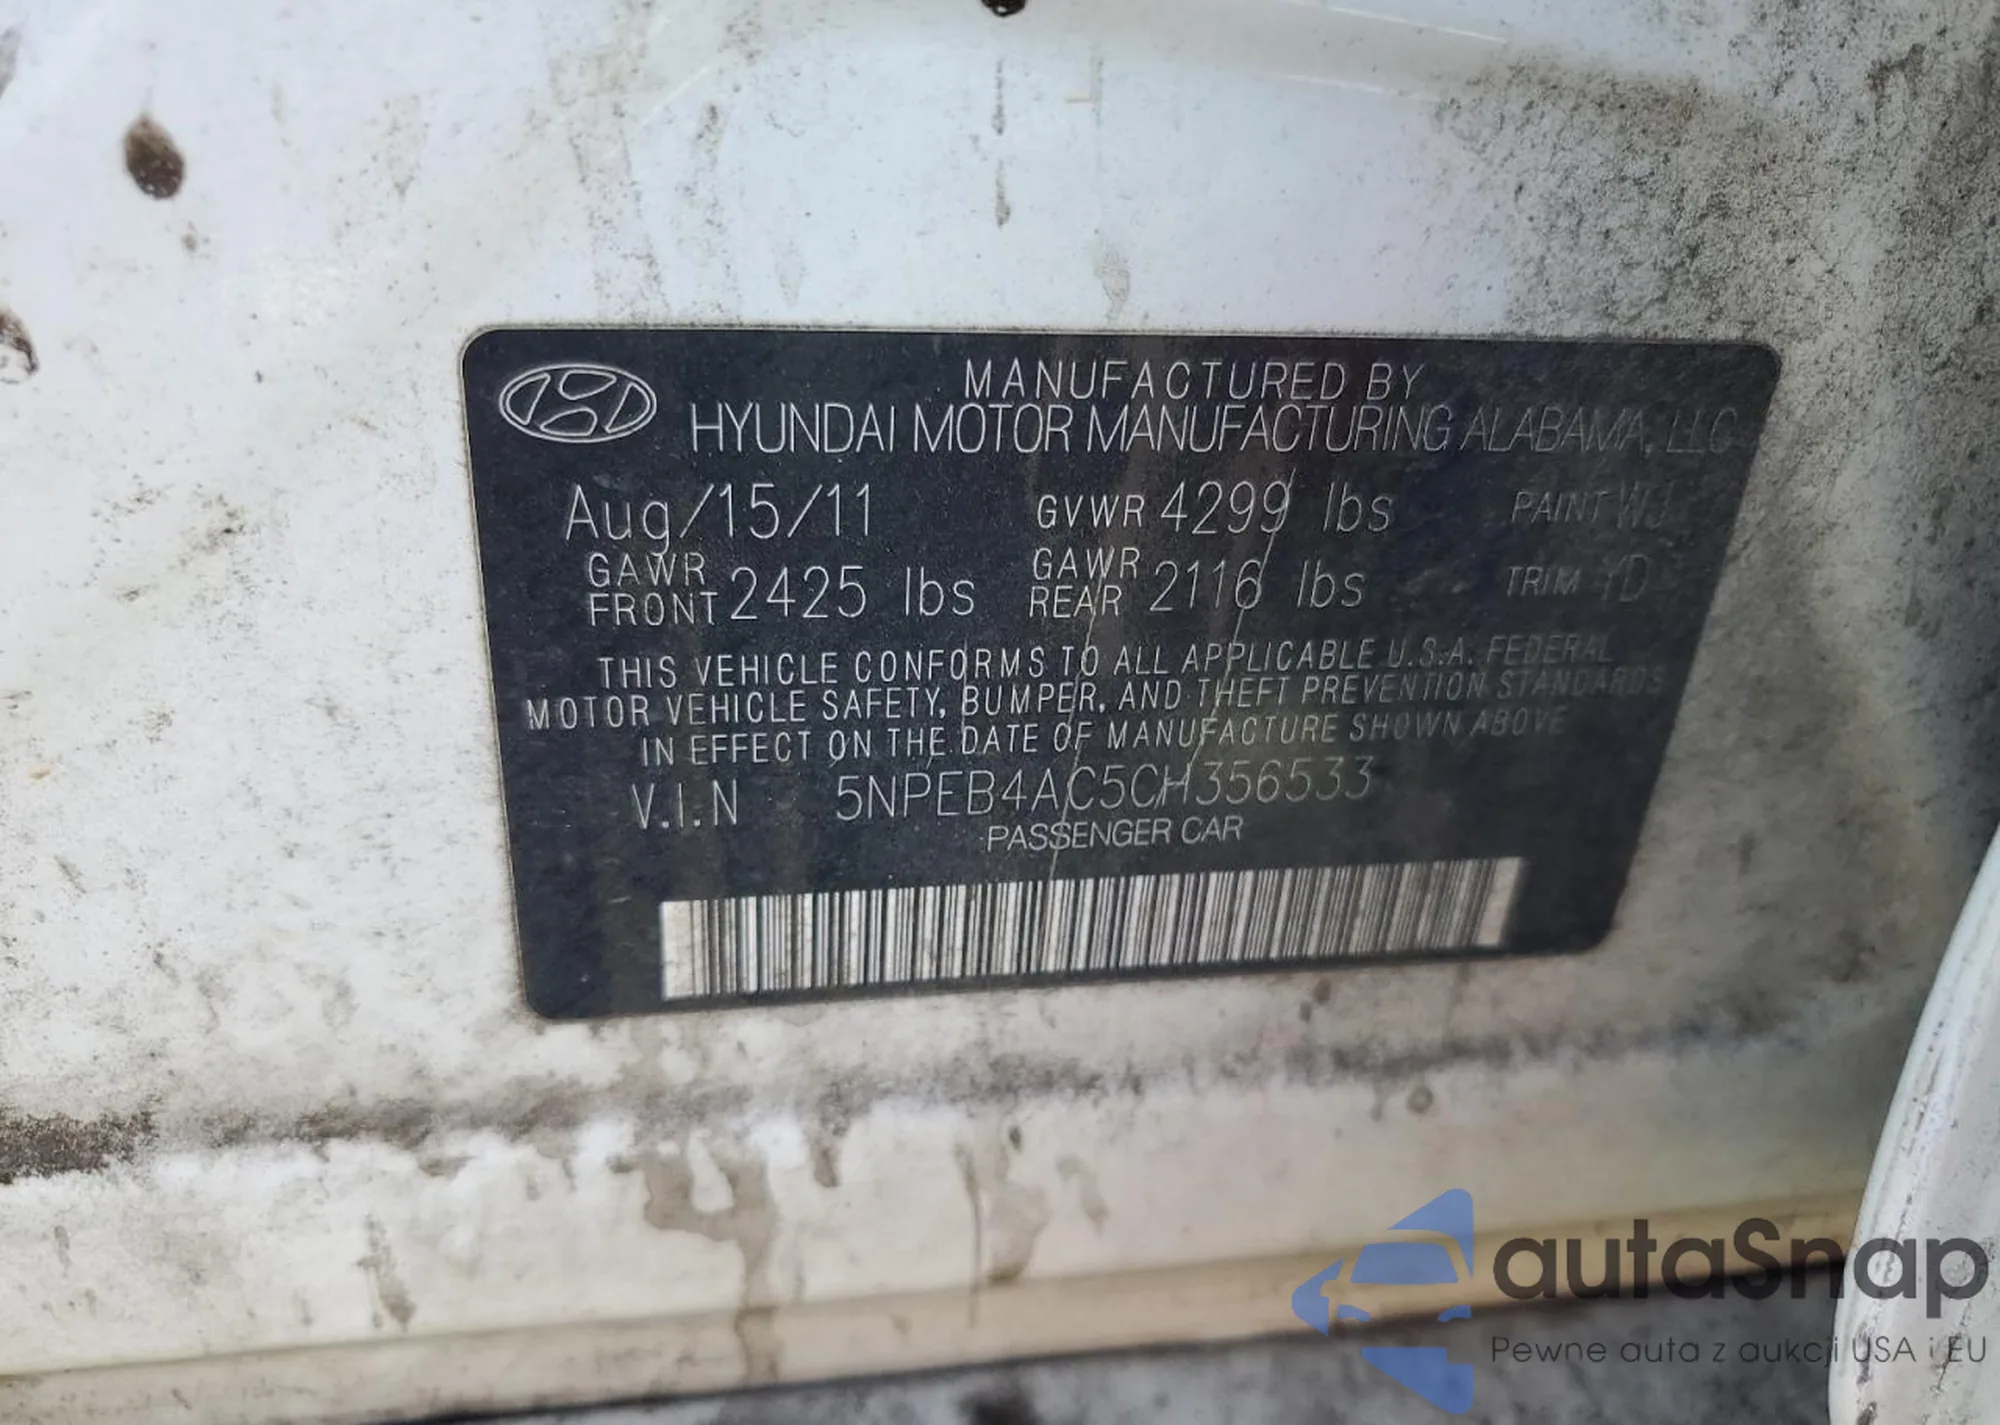 MANUFACTURED BY
HYUNDAI MOTOR MANUFACTURING ALABAMA, LLC
Aug/15/11 GVWR 4299 lbs PAINT WJ
GAWR FRONT 2425 lbs GAWR REAR 2116 lbs TRIM YD
THIS VEHICLE CONFORMS TO ALL APPLICABLE U.S.A. FEDERAL
MOTOR VEHICLE SAFETY, BUMPER, AND THEFT PREVENTION STANDARDS
IN EFFECT ON THE DATE OF MANUFACTURE SHOWN ABOVE
V.I.N 5NPEB4AC5CH356533
PASSENGER CAR
autaSnap
Pewne auta z aukcji USA i EU